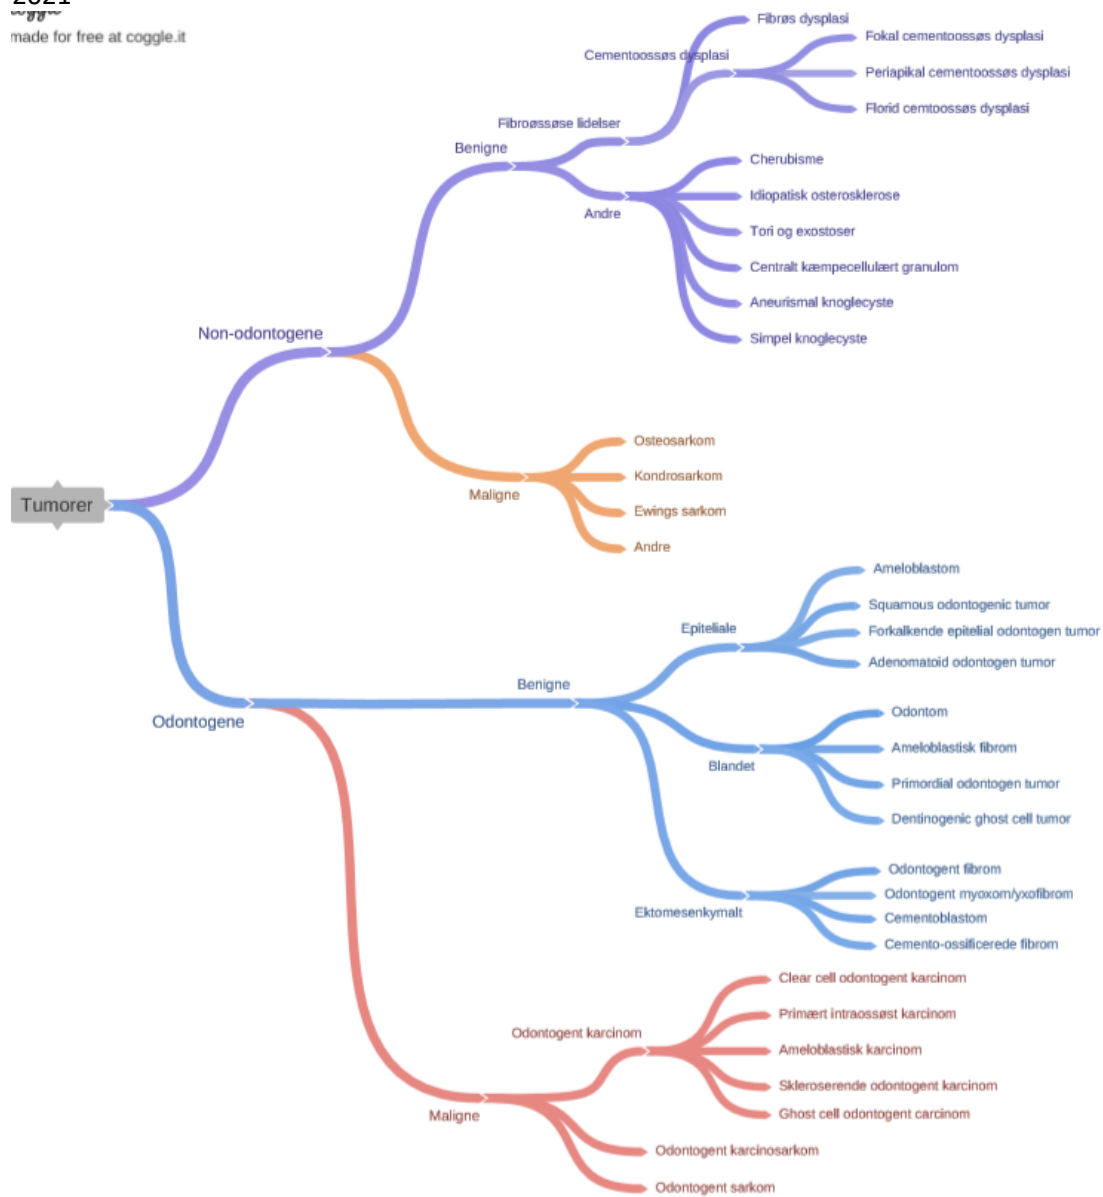 2021
coggle
made for free at coggle.it
Fibrøs dysplasi
Fokal cementoossøs dysplasi
Cementoossøs dysplasi
Periapikal cementoossøs dysplasi
Florid cemtoossøs dysplasi
Fibroøssøse lidelser
Benigne
Cherubisme
Idiopatisk osterosklerose
Andre
Tori og exostoser
Centralt kæmpecellulært granulom
Aneurismal knoglecyste
Simpel knoglecyste
Non-odontogene
Osteosarkom
Kondrosarkom
Maligne
Ewings sarkom
Andre
Tumorer
Ameloblastom
Squamous odontogenic tumor
Epiteliale
Forkalkende epitelial odontogen tumor
Adenomatoid odontogen tumor
Benigne
Odontogene
Odontom
Ameloblastisk fibrom
Blandet
Primordial odontogen tumor
Dentinogenic ghost cell tumor
Odontogent fibrom
Odontogent myoxom/yxofibrom
Ektomesenkymalt
Cementoblastom
Cemento-ossificerede fibrom
Clear cell odontogent karcinom
Primært intraossøst karcinom
Odontogent karcinom
Ameloblastisk karcinom
Skleroserende odontogent karcinom
Ghost cell odontogent carcinom
Maligne
Odontogent karcinosarkom
Odontogent sarkom